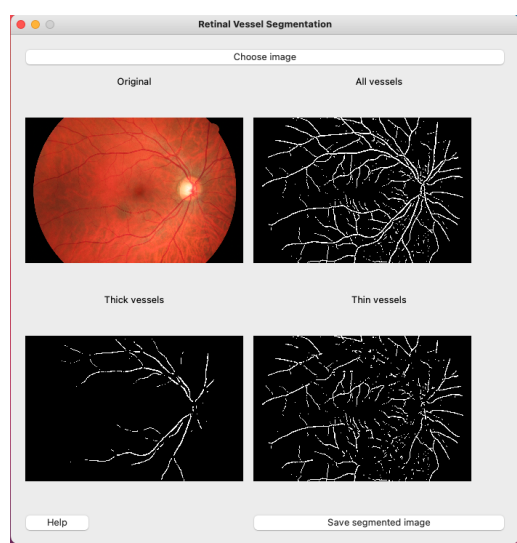 Retinal Vessel Segmentation
Choose image
Original
All vessels
Thick vessels
Thin vessels
Help
Save segmented image